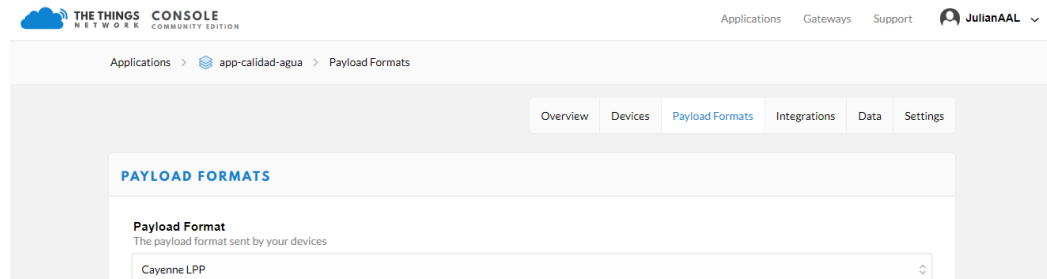 THE THINGS CONSOLE
NETWORK COMMUNITY EDITION
Applications Gateways Support JulianAAL
Applications > app-calidad-agua > Payload Formats
Overview Devices Payload Formats Integrations Data Settings
PAYLOAD FORMATS
Payload Format
The payload format sent by your devices
Cayenne LPP